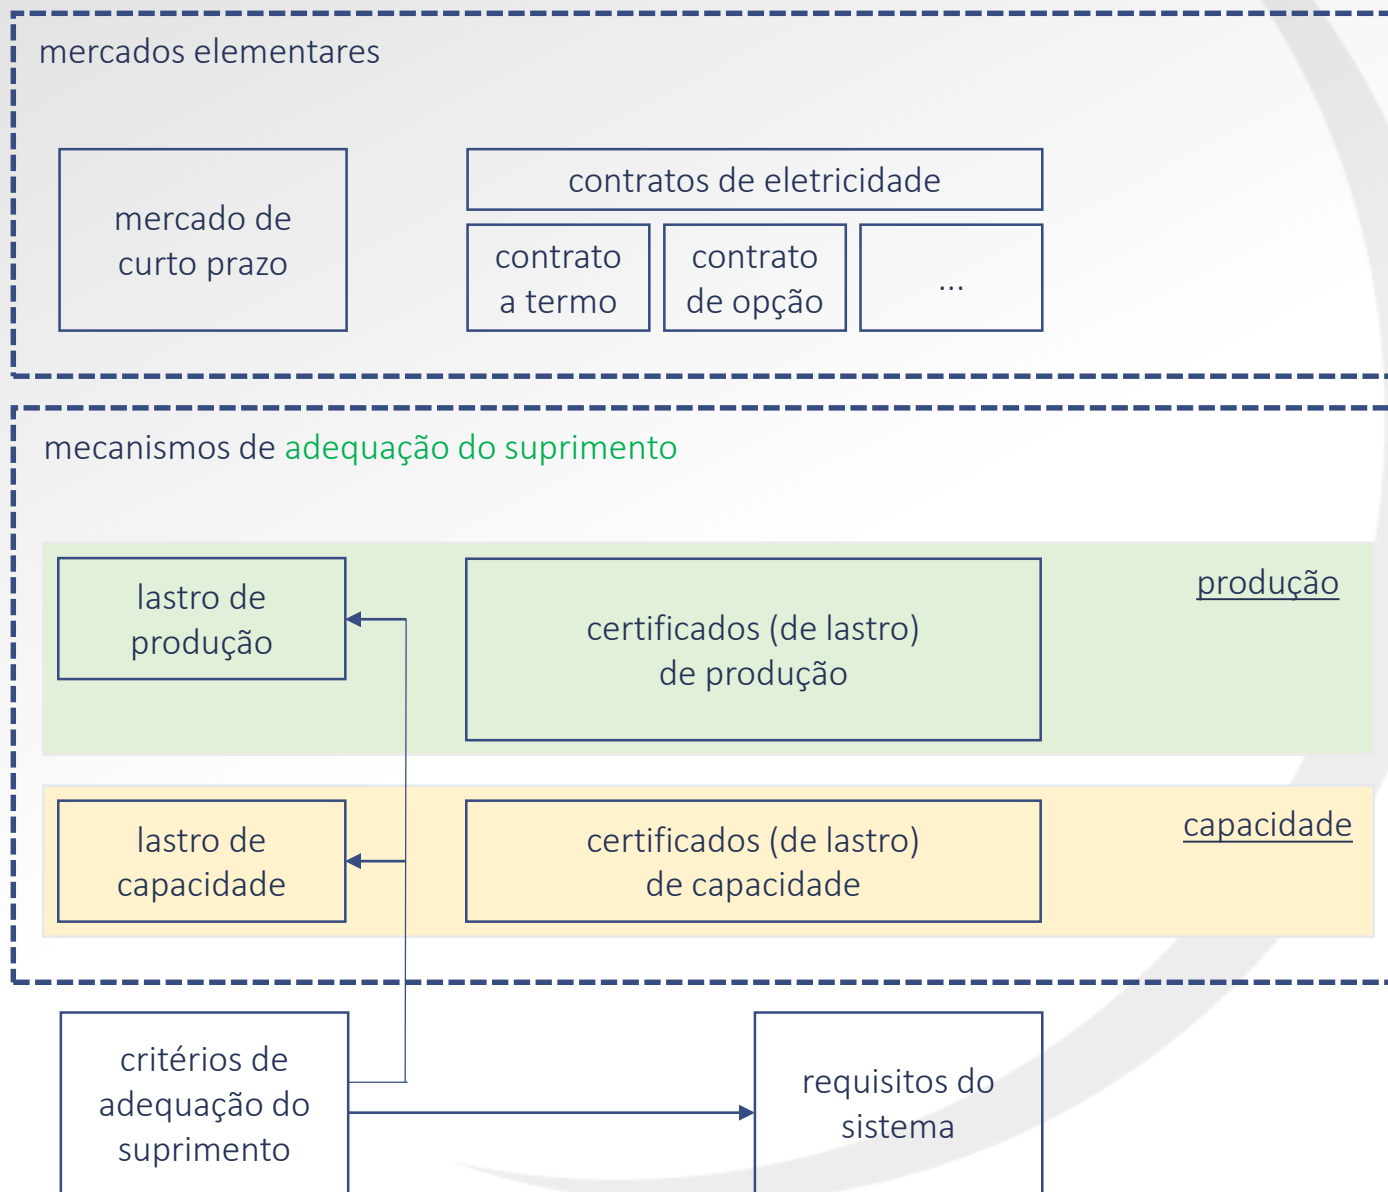 mercados elementares
mercado de
curto prazo
contratos de eletricidade
contrato
a termo
contrato
de opção
...
mecanismos de adequação do suprimento
lastro de
produção
certificados (de lastro)
de produção
produção
lastro de
capacidade
certificados (de lastro)
de capacidade
capacidade
critérios de
adequação do
suprimento
requisitos do
sistema